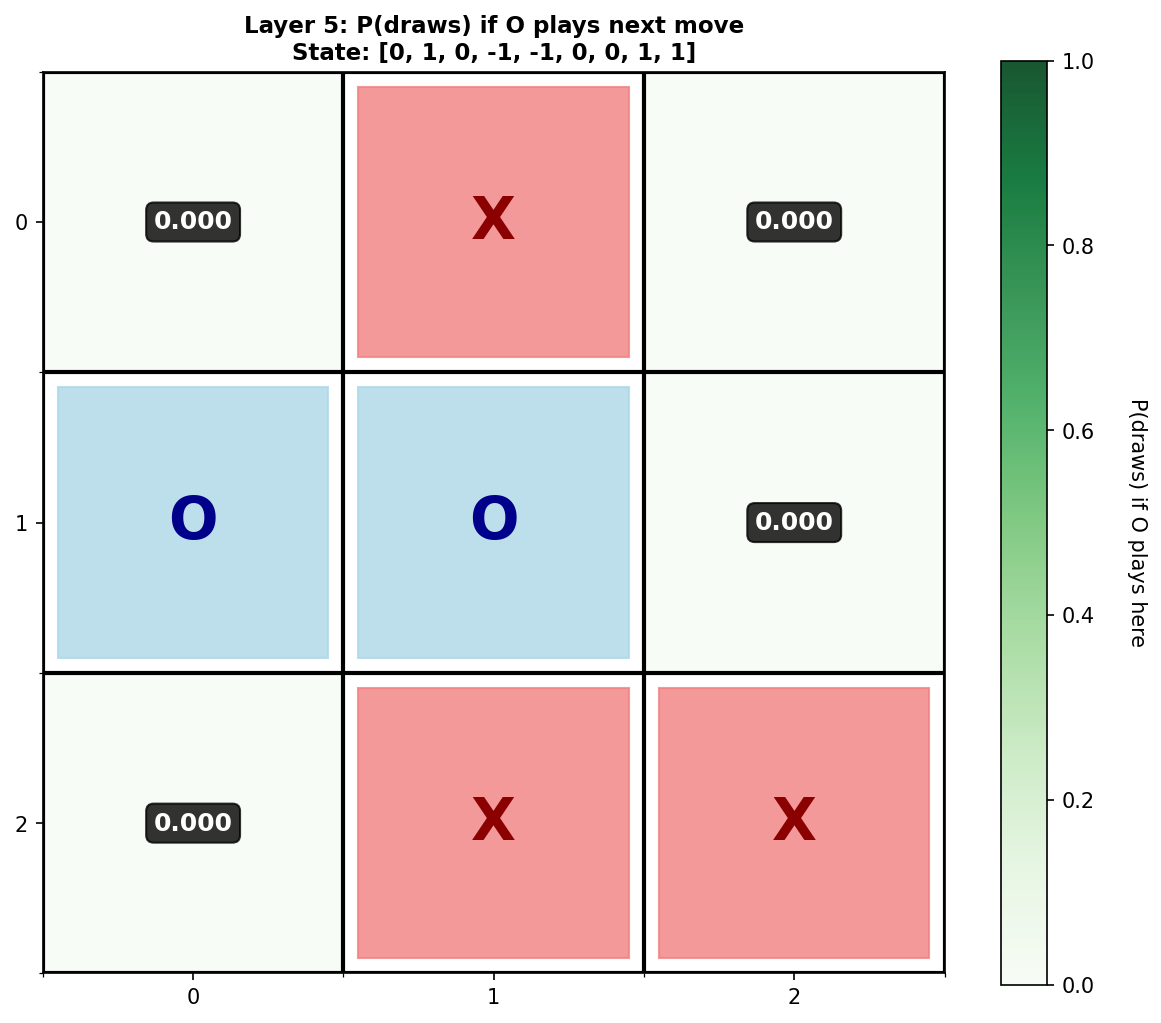 Layer 5: P(draws) if O plays next move
State: [0, 1, 0, -1, -1, 0, 0, 1, 1]
0.000
X
0.000
O
O
0.000
0.000
X
X
0
1
2
0
1
2
1.0
0.8
0.6
0.4
0.2
0.0
P(draws) if O plays here